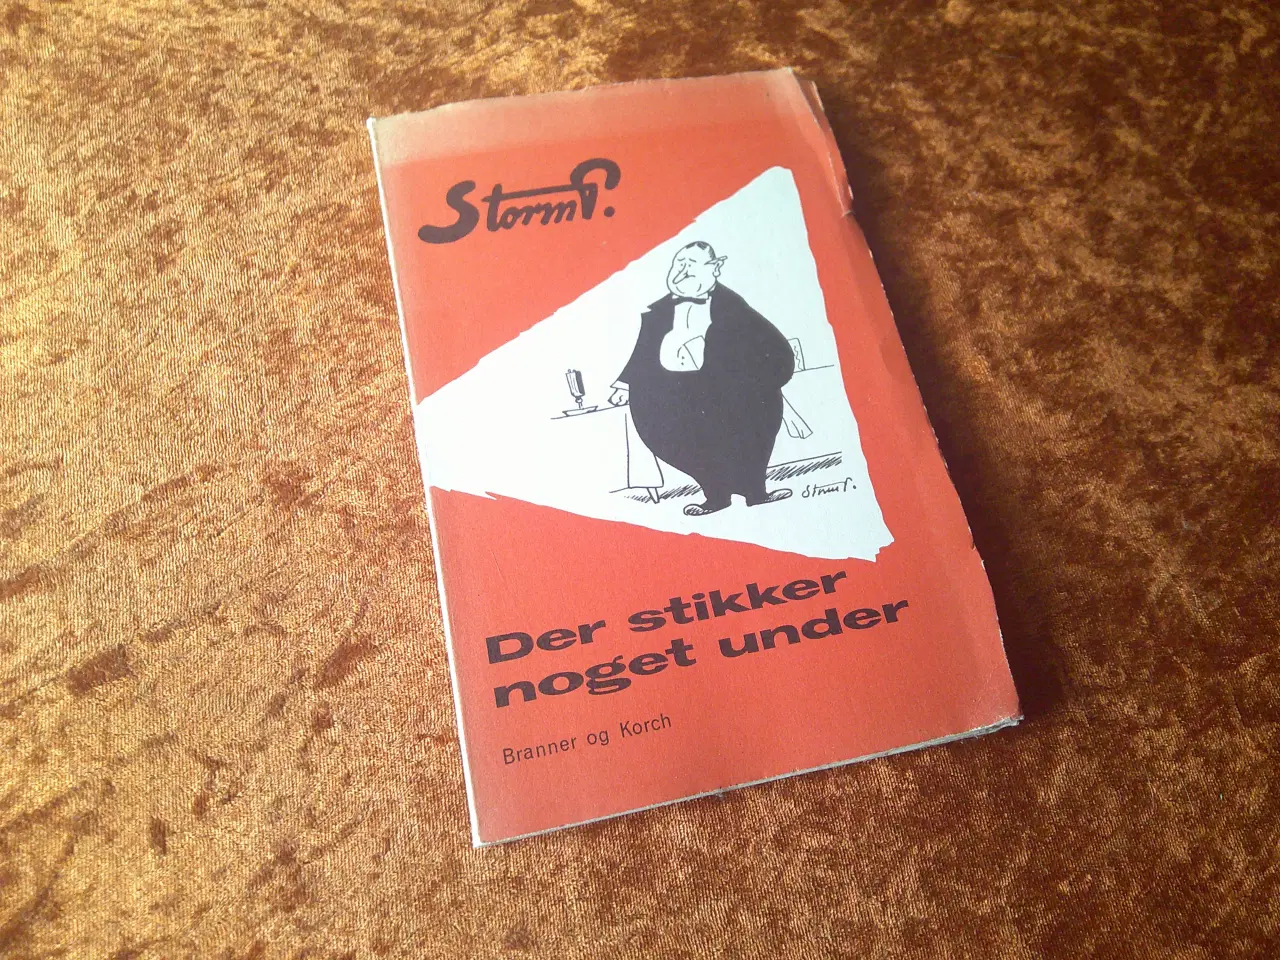 Storm P.
Storm P.
Der stikker
noget under
Branner og Korch